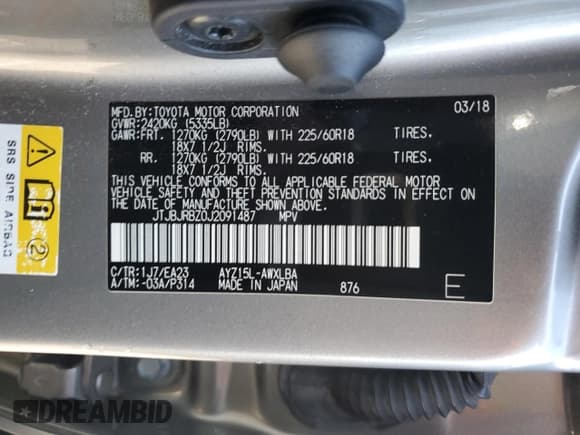 MFD.BY:TOYOTA MOTOR CORPORATION 03/18
GVWR:2420KG (5335LB)
GAWR:FRT. 1270KG (2790LB) WITH 225/60R18 TIRES.
18X7 1/2J RIMS.
RR. 1270KG (2790LB) WITH 225/60R18 TIRES.
18X7 1/2J RIMS.
THIS VEHICLE CONFORMS TO ALL APPLICABLE FEDERAL MOTOR
VEHICLE SAFETY AND THEFT PREVENTION STANDARDS IN EFFECT ON
THE DATE OF MANUFACTURE SHOWN ABOVE.
JTJBJRBZ0J2091487 MPV
C/TR:1J7/EA23 AYZ15L-AWXLBA
A/TM:-03A/P314 MADE IN JAPAN 876 E
SRS SIDE AIRBAG
2
DREAMBID